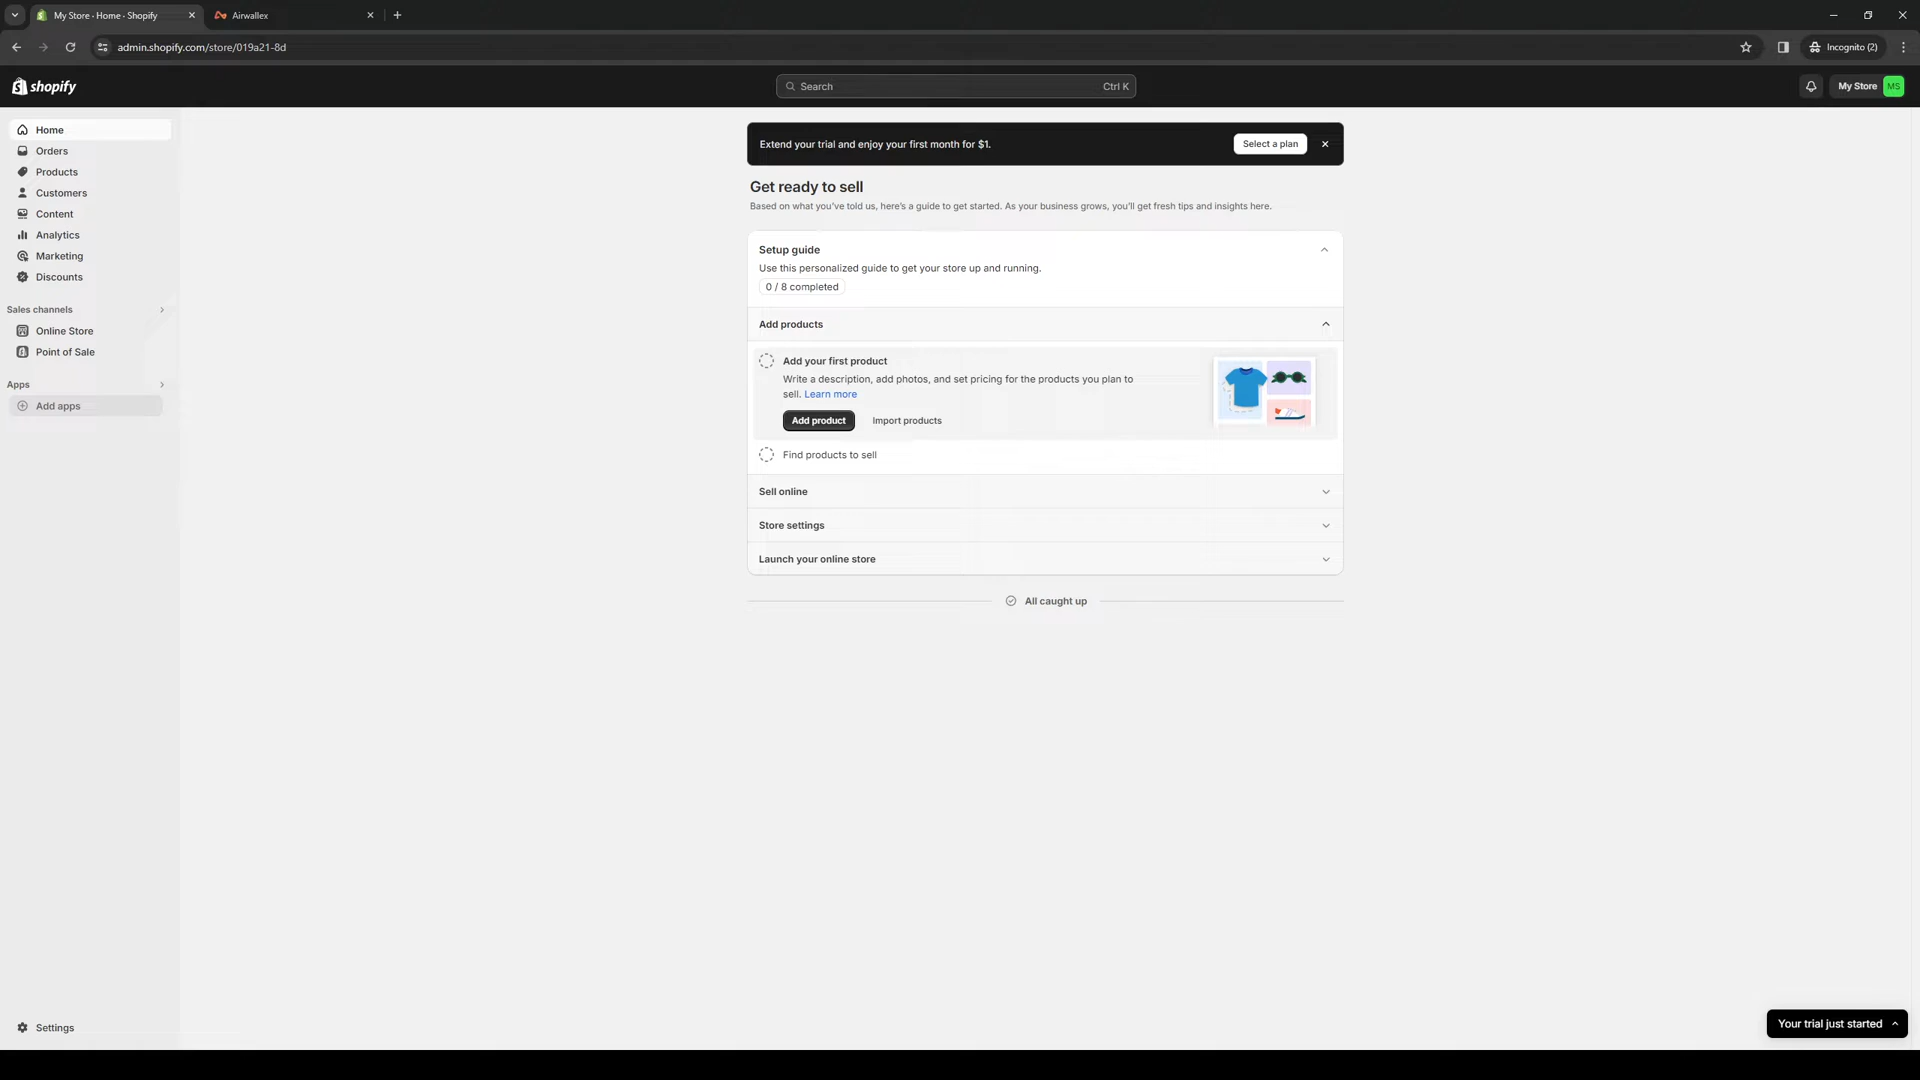 My Store · Home · Shopify
Airwallex
admin.shopify.com/store/019a21-8d
Incognito (2)
shopify
Search
Ctrl K
My Store
MS
Home
Orders
Products
Customers
Content
Analytics
Marketing
Discounts
Sales channels
Online Store
Point of Sale
Apps
Add apps
Settings
Extend your trial and enjoy your first month for $1.
Select a plan
Get ready to sell
Based on what you've told us, here's a guide to get started. As your business grows, you'll get fresh tips and insights here.
Setup guide
Use this personalized guide to get your store up and running.
0 / 8 completed
Add products
Add your first product
Write a description, add photos, and set pricing for the products you plan to
sell. Learn more
Add product
Import products
Find products to sell
Sell online
Store settings
Launch your online store
All caught up
Your trial just started